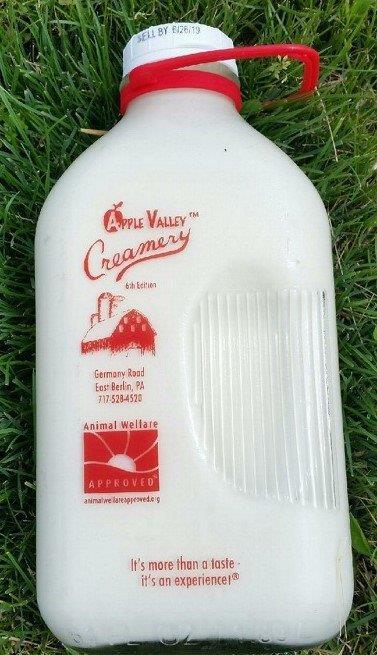 SELL BY 6/26/19
APPLE VALLEY™
Creamery
6th Edition
Germany Road
East Berlin, PA
717-528-4520
Animal Welfare
APPROVED
animalwelfareapproved.org
It's more than a taste -
it's an experience!®